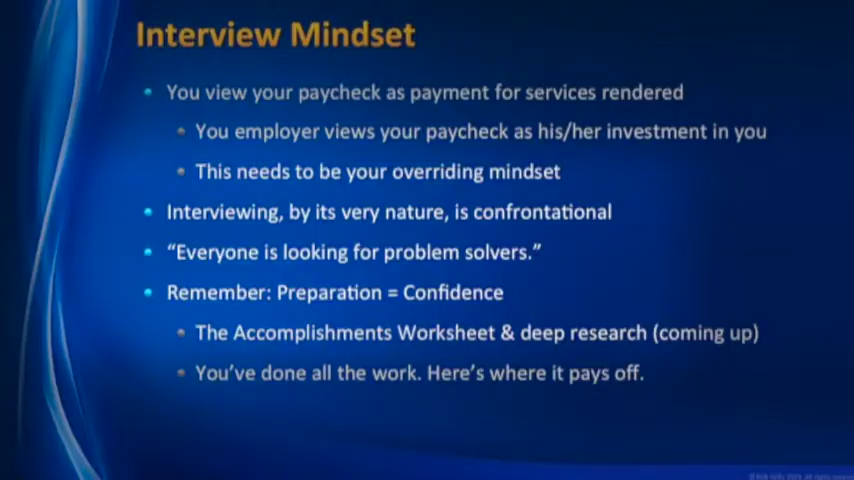 Interview Mindset
• You view your paycheck as payment for services rendered
• You employer views your paycheck as his/her investment in you
• This needs to be your overriding mindset
• Interviewing, by its very nature, is confrontational
• “Everyone is looking for problem solvers.”
• Remember: Preparation = Confidence
• The Accomplishments Worksheet & deep research (coming up)
• You’ve done all the work. Here’s where it pays off.